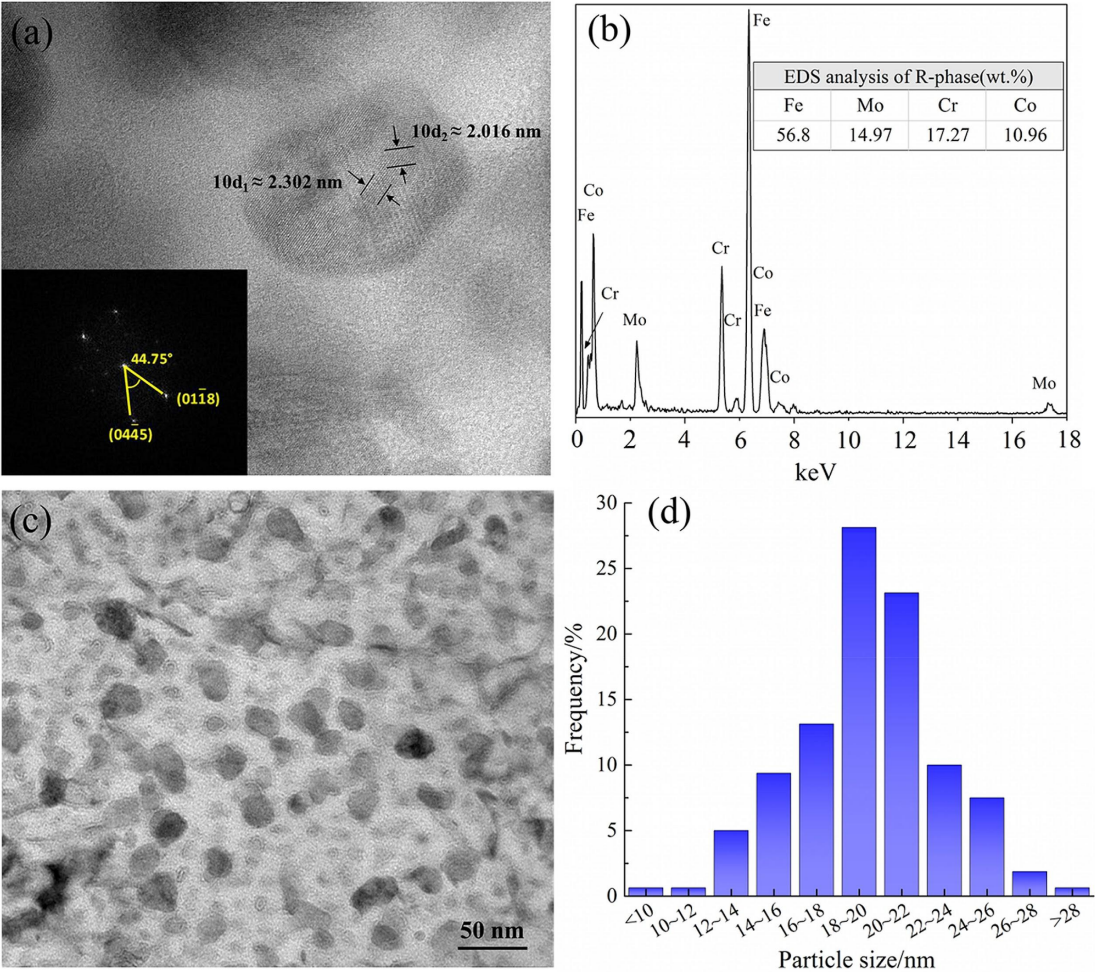 (a)
10d₂ ≈ 2.016 nm
10d₁ ≈ 2.302 nm
44.75°
(011̅8)
(044̅5)
(b)
Fe
EDS analysis of R-phase(wt.%)
Fe Mo Cr Co
56.8 14.97 17.27 10.96
Co
Fe
Cr
Mo
Cr
Cr
Co
Fe
Co
Mo
0 2 4 6 8 10 12 14 16 18
keV
(c)
50 nm
(d)
30
25
20
15
10
5
0
Frequency/%
<10 10~12 12~14 14~16 16~18 18~20 20~22 22~24 24~26 26~28 >28
Particle size/nm